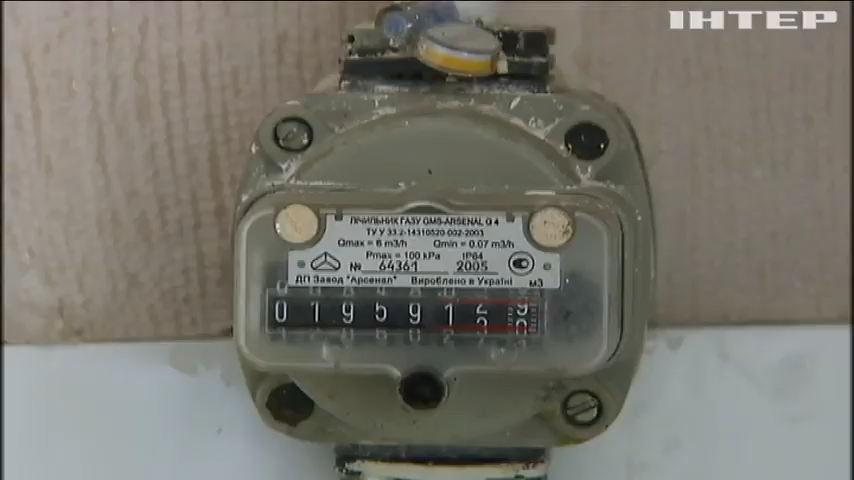 ІНТЕР
ЛІЧИЛЬНИК ГАЗУ GMS-ARSENAL G 4
ТУ У 33.2-14310520-002-2003
Qmax = 6 m3/h Qmin = 0.07 m3/h
Pmax = 100 kPa IP64
№ 64361 2005
ДП Завод "Арсенал" Вироблено в Україні м3
0195912